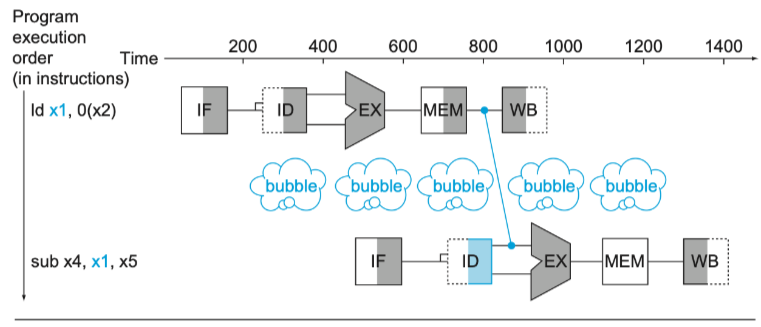 Program
execution
order
(in instructions)
Time
200 400 600 800 1000 1200 1400
ld x1, 0(x2)
IF ID EX MEM WB
bubble bubble bubble bubble bubble
sub x4, x1, x5
IF ID EX MEM WB